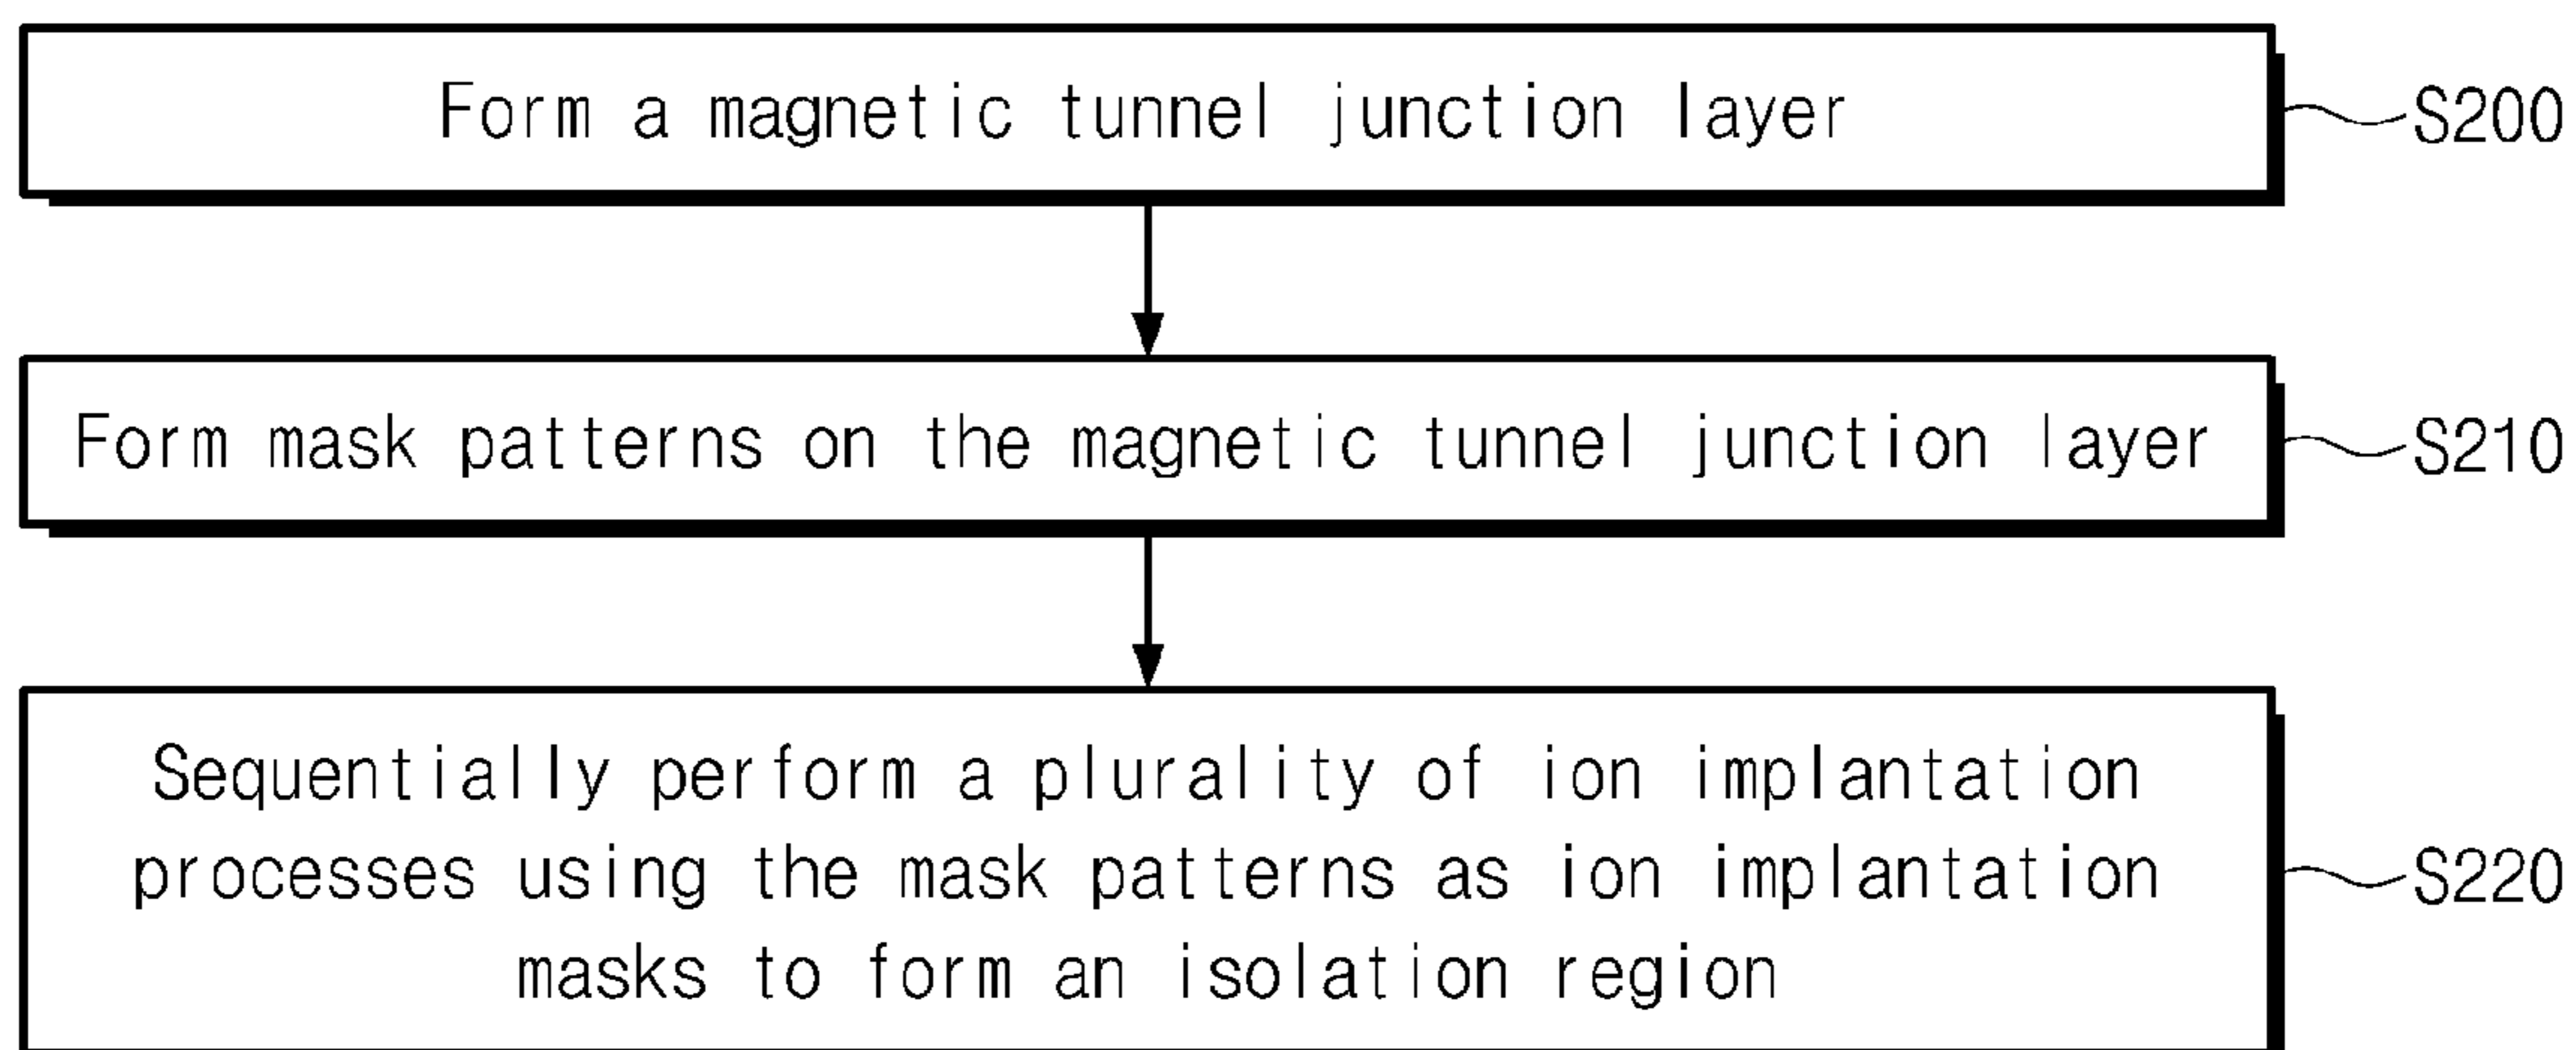 Form a magnetic tunnel junction layer
S200
Form mask patterns on the magnetic tunnel junction layer
S210
Sequentially perform a plurality of ion implantation
processes using the mask patterns as ion implantation
masks to form an isolation region
S220